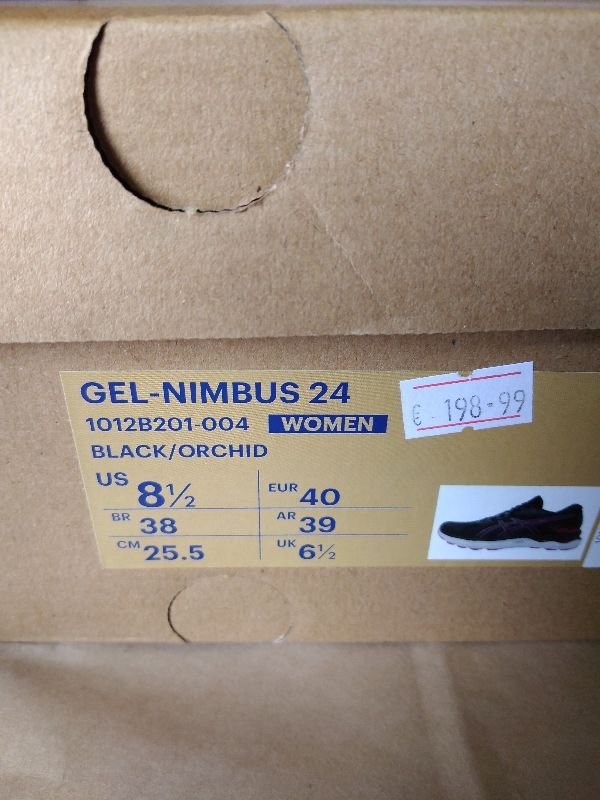 GEL-NIMBUS 24
€ 198-99
1012B201-004 WOMEN
BLACK/ORCHID
US 8½ EUR 40
BR 38 AR 39
CM 25.5 UK 6½